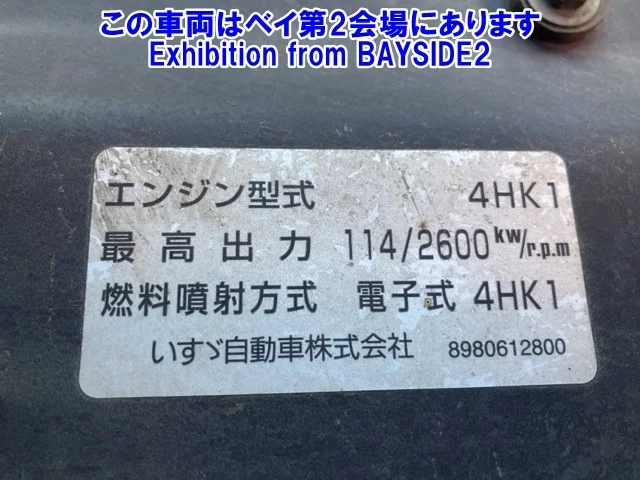 この車両はベイ第2会場にあります
Exhibition from BAYSIDE2
エンジン型式 4HK1
最高出力 114/2600kw/r.p.m
燃料噴射方式 電子式 4HK1
いすゞ自動車株式会社 8980612800